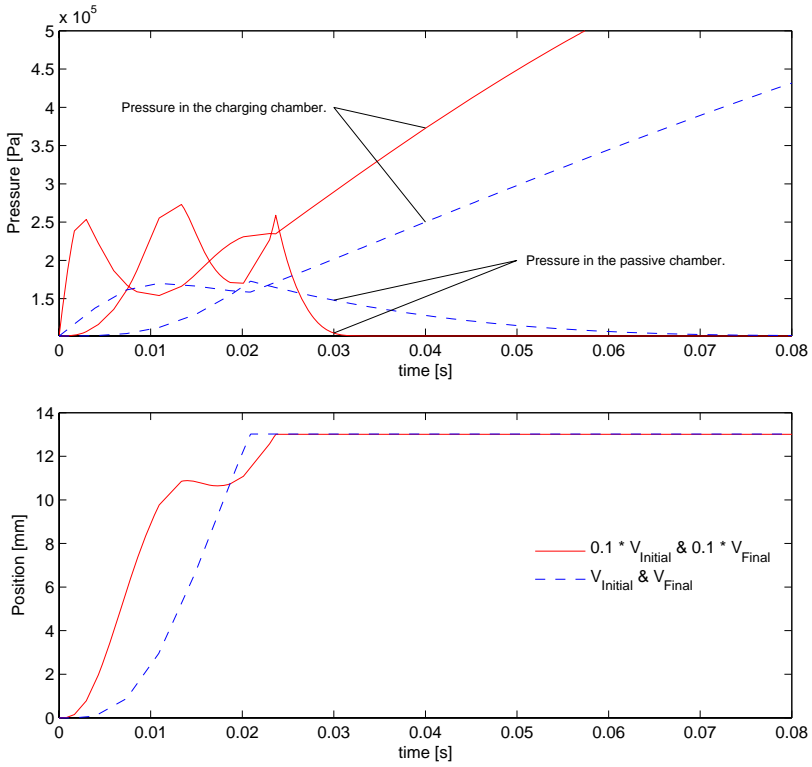 x 10^5
5
4.5
4
3.5
3
2.5
2
1.5
Pressure [Pa]
Pressure in the charging chamber.
Pressure in the passive chamber.
0 0.01 0.02 0.03 0.04 0.05 0.06 0.07 0.08
time [s]
14
12
10
8
6
4
2
0
Position [mm]
0.1 * V_Initial & 0.1 * V_Final
V_Initial & V_Final
0 0.01 0.02 0.03 0.04 0.05 0.06 0.07 0.08
time [s]